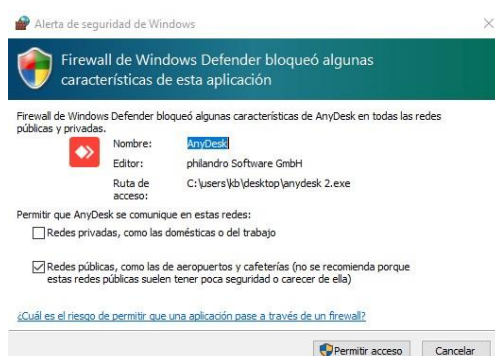 Alerta de seguridad de Windows
Firewall de Windows Defender bloqueó algunas
características de esta aplicación
Firewall de Windows Defender bloqueó algunas características de AnyDesk en todas las redes
públicas y privadas.
Nombre: AnyDesk
Editor: philandro Software GmbH
Ruta de acceso: C:\users\kb\desktop\anydesk 2.exe
Permitir que AnyDesk se comunique en estas redes:
Redes privadas, como las domésticas o del trabajo
Redes públicas, como las de aeropuertos y cafeterías (no se recomienda porque
estas redes públicas suelen tener poca seguridad o carecer de ella)
¿Cuál es el riesgo de permitir que una aplicación pase a través de un firewall?
Permitir acceso Cancelar